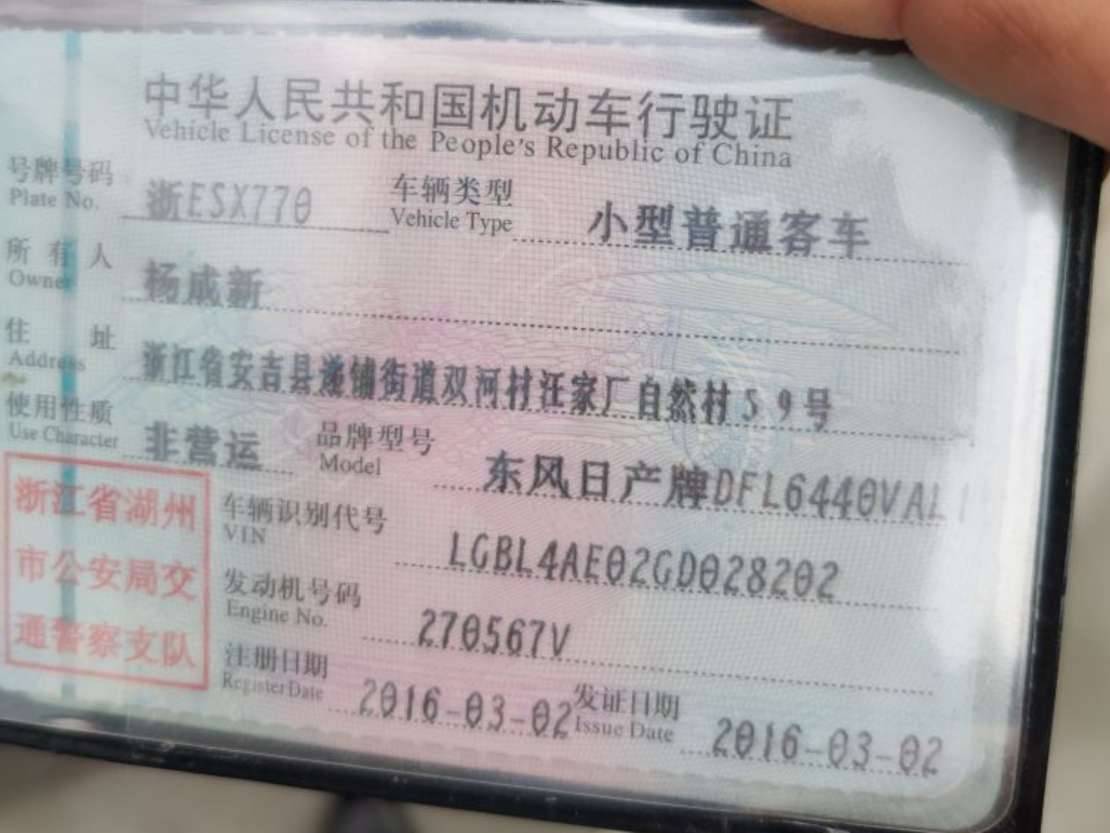 中华人民共和国机动车行驶证
Vehicle License of the People's Republic of China
号牌号码 浙ESX770 车辆类型 小型普通客车
Plate No. Vehicle Type
所有人 杨成新
Owner
住址 浙江省安吉县递铺街道双河村汪家厂自然村59号
Address
使用性质 非营运 品牌型号 东风日产牌DFL6440VAL1
Use Character Model
浙江省湖州
市公安局交
通警察支队
车辆识别代号 LGBL4AE02GD028202
VIN
发动机号码 270567V
Engine No.
注册日期 2016-03-02 发证日期 2016-03-02
Register Date Issue Date